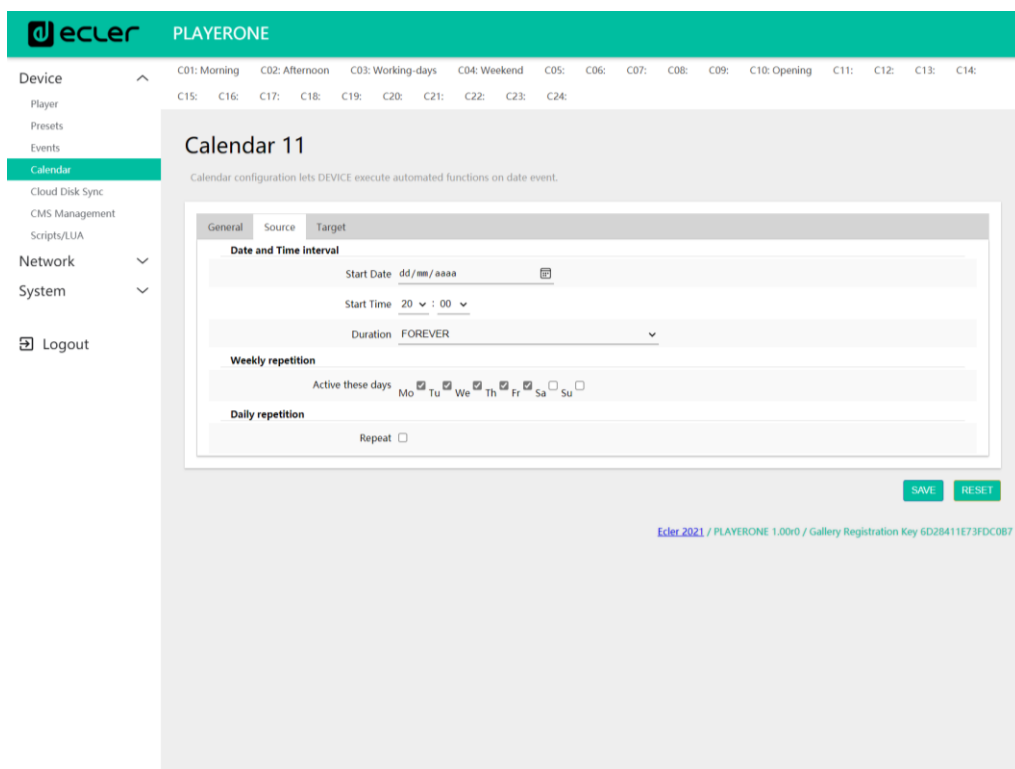 ecler PLAYERONE
Device
Player
Presets
Events
Calendar
Cloud Disk Sync
CMS Management
Scripts/LUA
Network
System
Logout
C01: Morning C02: Afternoon C03: Working-days C04: Weekend C05: C06: C07: C08: C09: C10: Opening C11: C12: C13: C14:
C15: C16: C17: C18: C19: C20: C21: C22: C23: C24:
Calendar 11
Calendar configuration lets DEVICE execute automated functions on date event.
General Source Target
Date and Time interval
Start Date dd/mm/aaaa
Start Time 20 : 00
Duration FOREVER
Weekly repetition
Active these days Mo Tu We Th Fr Sa Su
Daily repetition
Repeat
SAVE RESET
Ecler 2021 / PLAYERONE 1.00r0 / Gallery Registration Key 6D28411E73FDC0B7